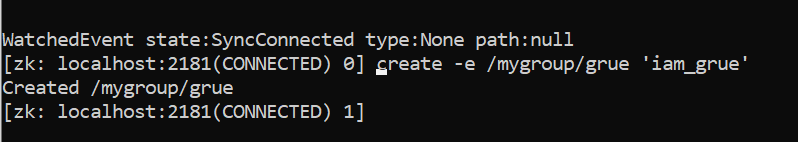 WatchedEvent state:SyncConnected type:None path:null
[zk: localhost:2181(CONNECTED) 0] create -e /mygroup/grue 'iam_grue'
Created /mygroup/grue
[zk: localhost:2181(CONNECTED) 1]